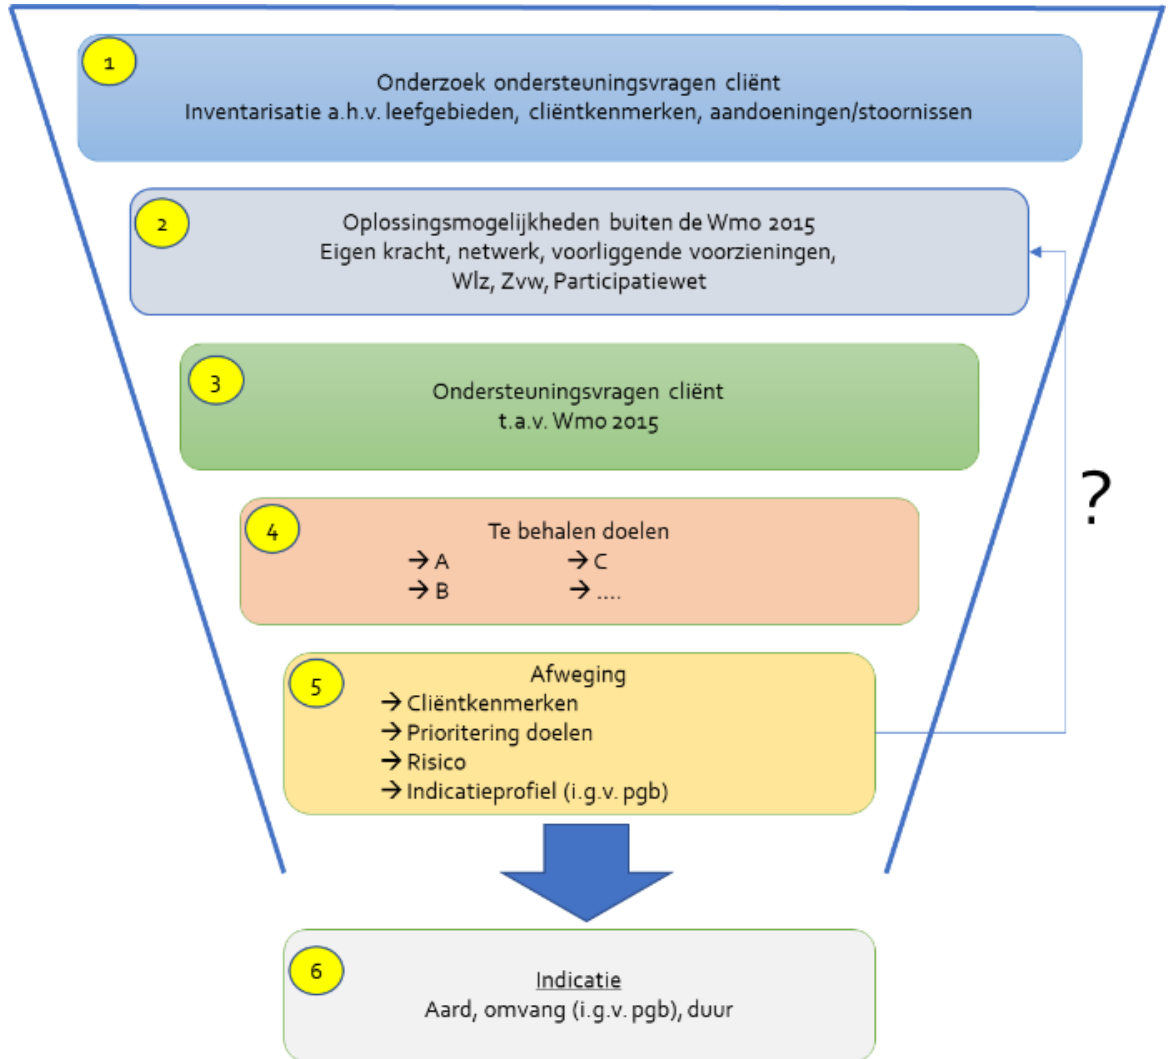 1
Onderzoek ondersteuningsvragen cliënt
Inventarisatie a.h.v. leefgebieden, cliëntkenmerken, aandoeningen/stoornissen
2
Oplossingsmogelijkheden buiten de Wmo 2015
Eigen kracht, netwerk, voorliggende voorzieningen,
Wlz, Zvw, Participatiewet
3
Ondersteuningsvragen cliënt
t.a.v. Wmo 2015
?
4
Te behalen doelen
→ A → C
→ B → ....
5
Afweging
→ Cliëntkenmerken
→ Prioritering doelen
→ Risico
→ Indicatieprofiel (i.g.v. pgb)
6
Indicatie
Aard, omvang (i.g.v. pgb), duur